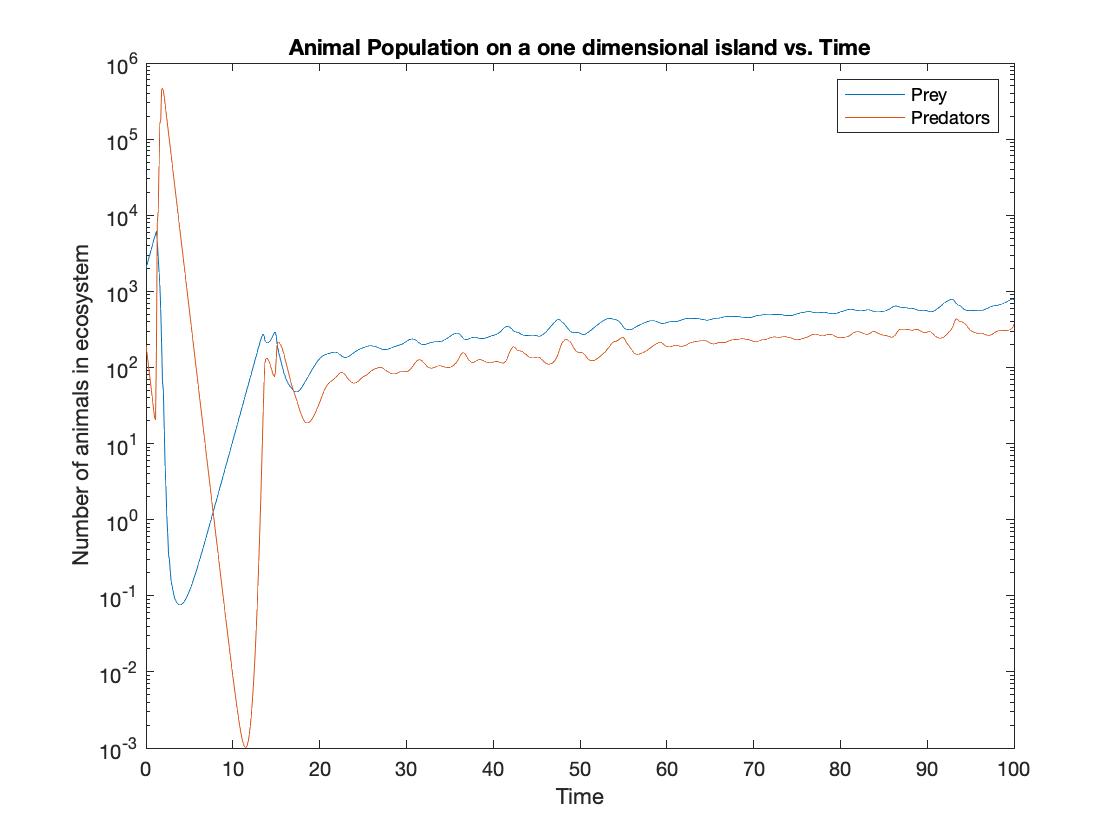 Animal Population on a one dimensional island vs. Time
Prey
Predators
Number of animals in ecosystem
10^6
10^5
10^4
10^3
10^2
10^1
10^0
10^-1
10^-2
10^-3
0 10 20 30 40 50 60 70 80 90 100
Time